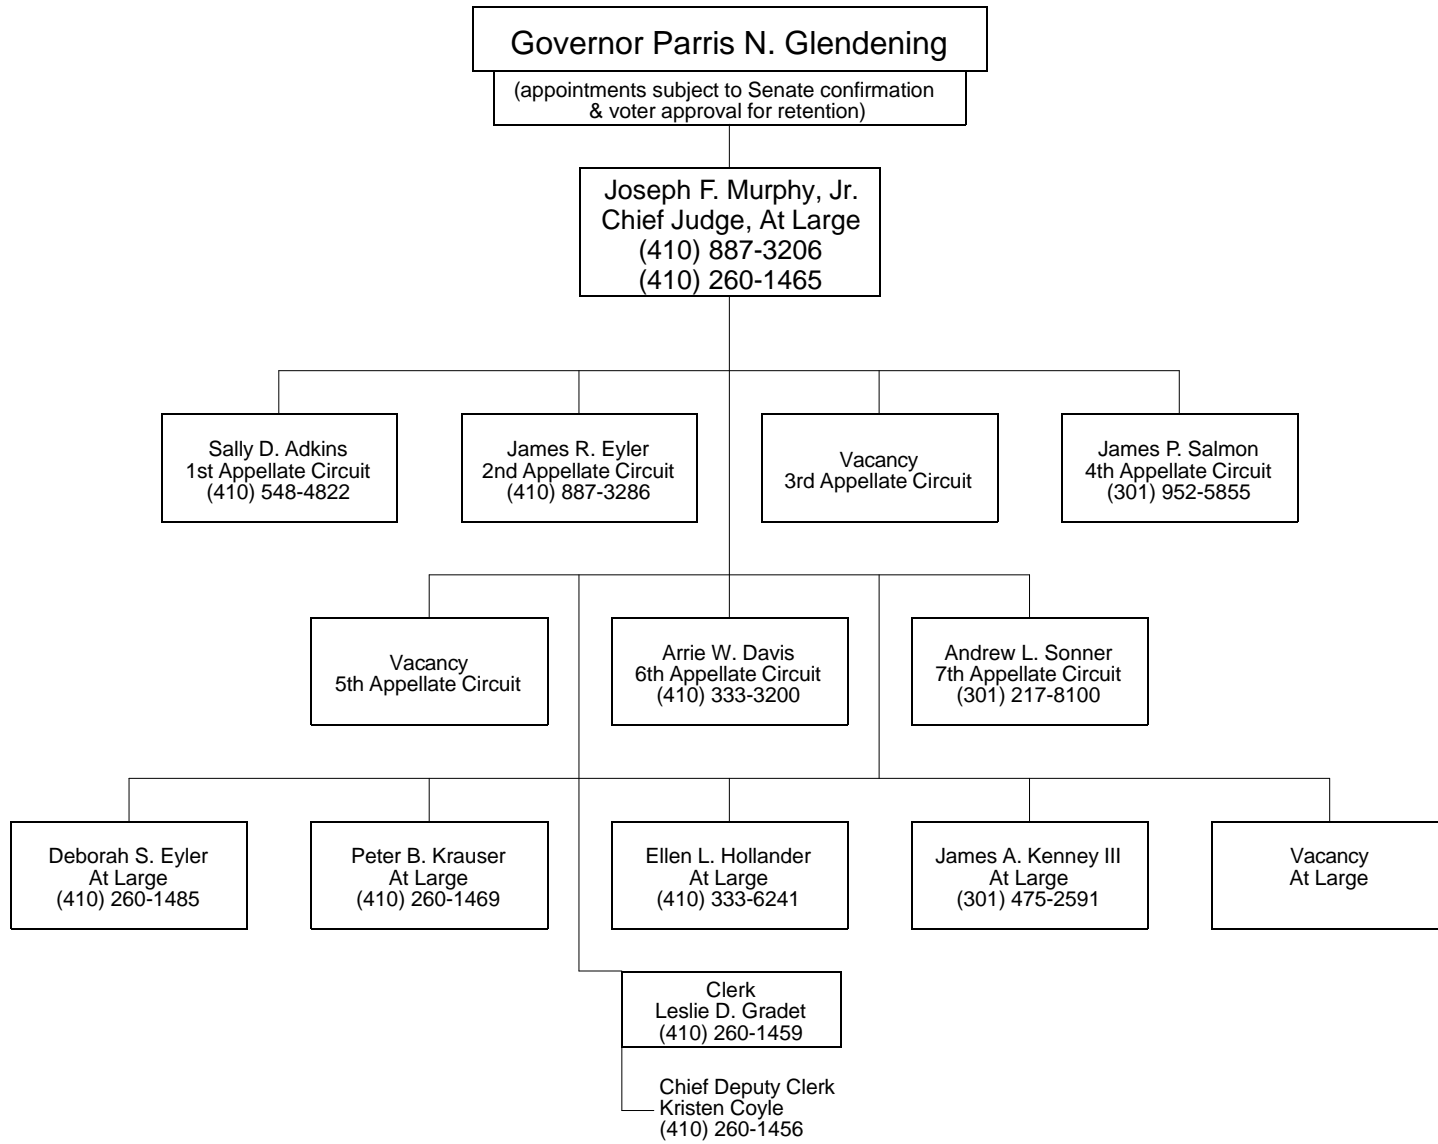 Governor Parris N. Glendening
(appointments subject to Senate confirmation
& voter approval for retention)
Joseph F. Murphy, Jr.
Chief Judge, At Large
(410) 887-3206
(410) 260-1465
Sally D. Adkins
1st Appellate Circuit
(410) 548-4822
James R. Eyler
2nd Appellate Circuit
(410) 887-3286
Vacancy
3rd Appellate Circuit
James P. Salmon
4th Appellate Circuit
(301) 952-5855
Vacancy
5th Appellate Circuit
Arrie W. Davis
6th Appellate Circuit
(410) 333-3200
Andrew L. Sonner
7th Appellate Circuit
(301) 217-8100
Deborah S. Eyler
At Large
(410) 260-1485
Peter B. Krauser
At Large
(410) 260-1469
Ellen L. Hollander
At Large
(410) 333-6241
James A. Kenney III
At Large
(301) 475-2591
Vacancy
At Large
Clerk
Leslie D. Gradet
(410) 260-1459
Chief Deputy Clerk
Kristen Coyle
(410) 260-1456